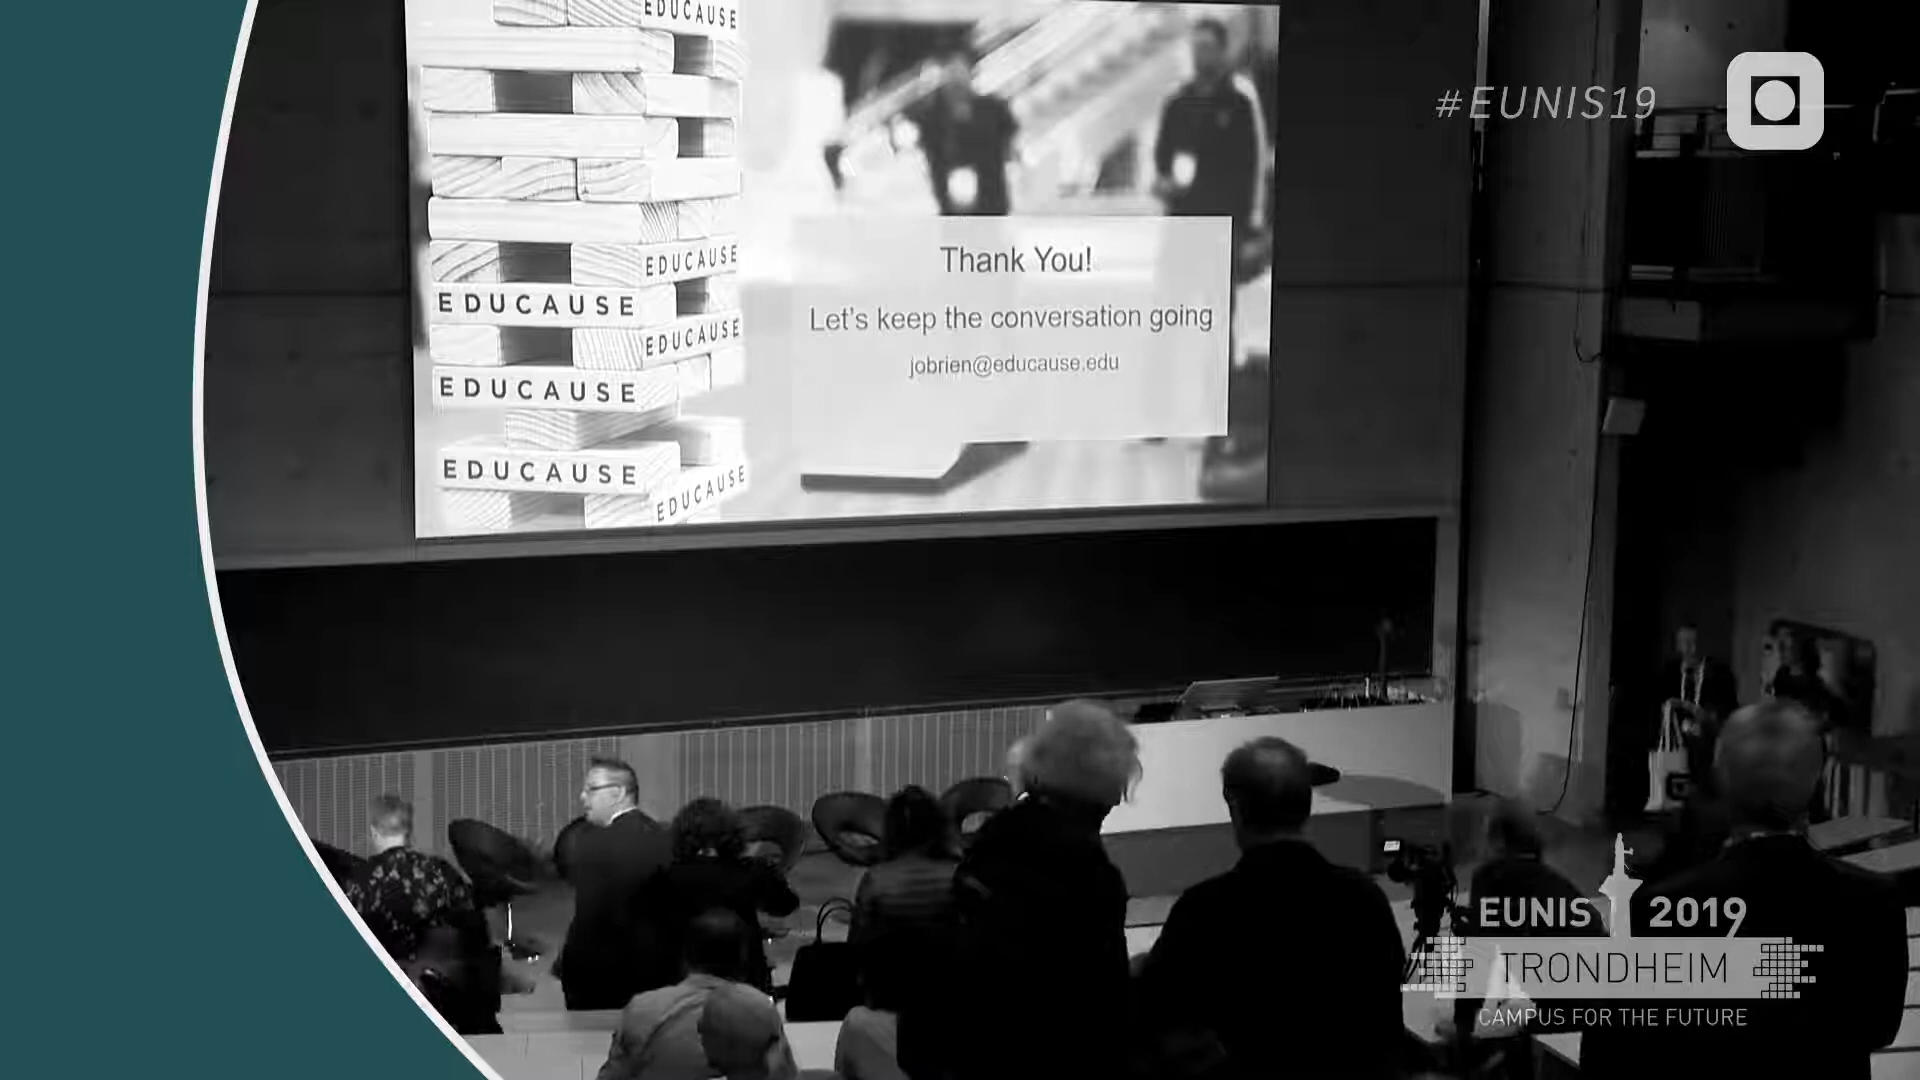 EDUCAUSE
#EUNIS19
EDUCAUSE
EDUCAUSE
EDUCAUSE
EDUCAUSE
EDUCAUSE
EDUCAUSE
Thank You!
Let's keep the conversation going
jobrien@educause.edu
EUNIS 2019
TRONDHEIM
CAMPUS FOR THE FUTURE